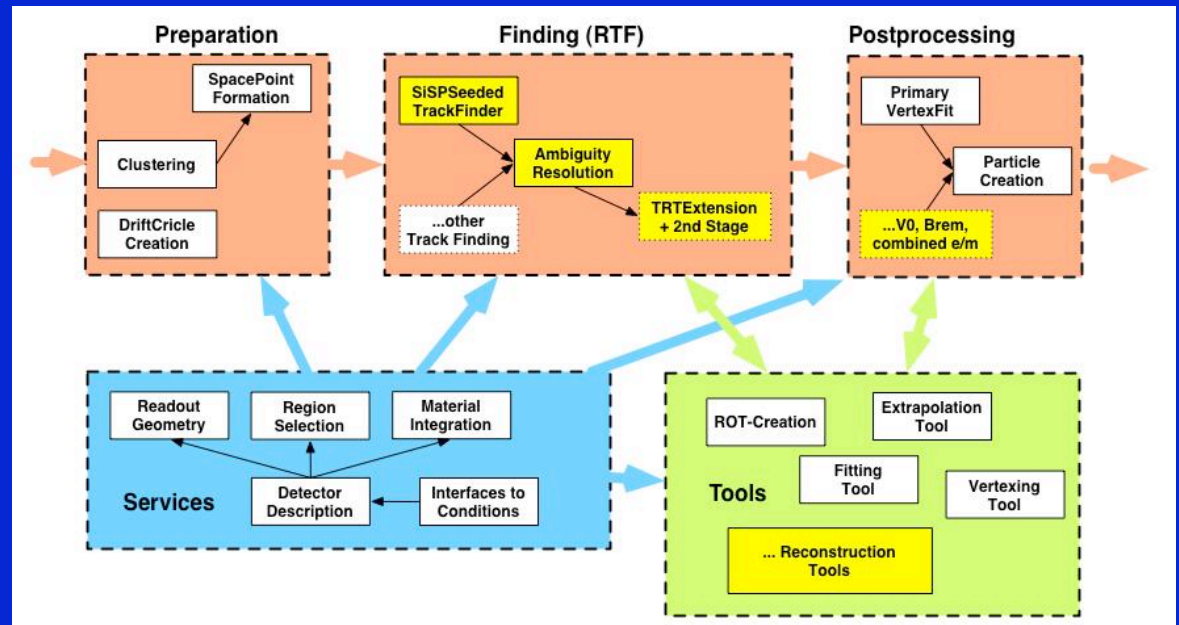 Preparation
Finding (RTF)
Postprocessing
SpacePoint
Formation
Clustering
DriftCricle
Creation
SiSPSeeded
TrackFinder
Ambiguity
Resolution
...other
Track Finding
TRTExtension
+ 2nd Stage
Primary
VertexFit
Particle
Creation
...V0, Brem,
combined e/m
Readout
Geometry
Region
Selection
Material
Integration
Services
Detector
Description
Interfaces to
Conditions
ROT-Creation
Extrapolation
Tool
Fitting
Tool
Tools
Vertexing
Tool
... Reconstruction
Tools